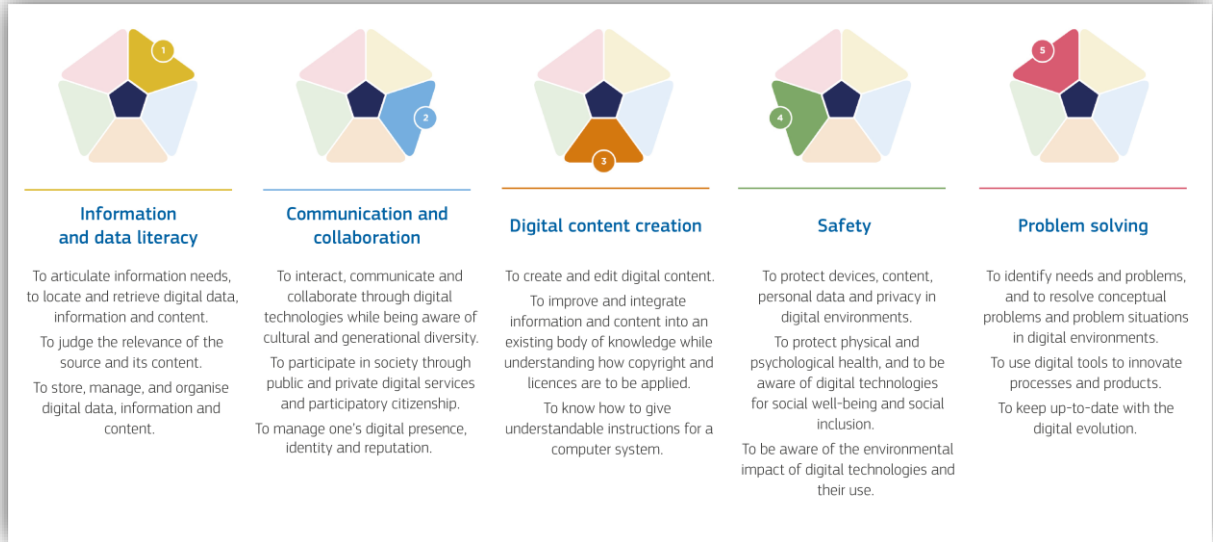 1
Information
and data literacy
To articulate information needs,
to locate and retrieve digital data,
information and content.
To judge the relevance of the
source and its content.
To store, manage, and organise
digital data, information and
content.
2
Communication and
collaboration
To interact, communicate and
collaborate through digital
technologies while being aware of
cultural and generational diversity.
To participate in society through
public and private digital services
and participatory citizenship.
To manage one's digital presence,
identity and reputation.
3
Digital content creation
To create and edit digital content.
To improve and integrate
information and content into an
existing body of knowledge while
understanding how copyright and
licences are to be applied.
To know how to give
understandable instructions for a
computer system.
4
Safety
To protect devices, content,
personal data and privacy in
digital environments.
To protect physical and
psychological health, and to be
aware of digital technologies
for social well-being and social
inclusion.
To be aware of the environmental
impact of digital technologies and
their use.
5
Problem solving
To identify needs and problems,
and to resolve conceptual
problems and problem situations
in digital environments.
To use digital tools to innovate
processes and products.
To keep up-to-date with the
digital evolution.